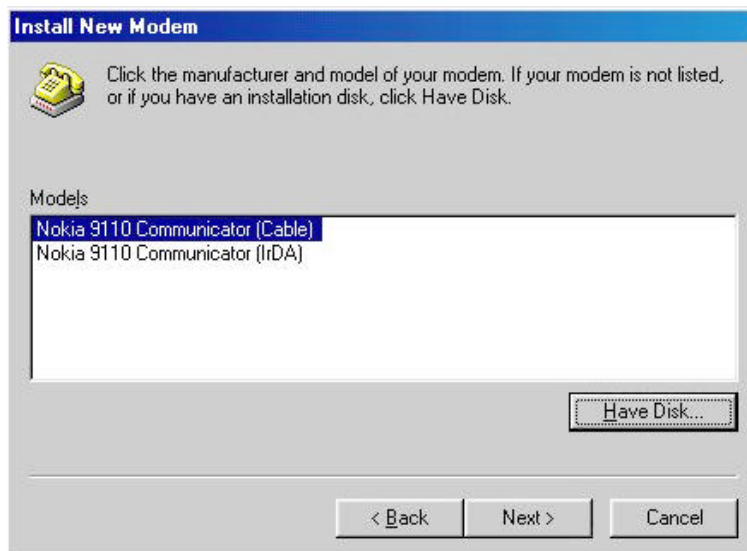 Install New Modem
Click the manufacturer and model of your modem. If your modem is not listed,
or if you have an installation disk, click Have Disk.
Models
Nokia 9110 Communicator (Cable)
Nokia 9110 Communicator (IrDA)
Have Disk...
< Back Next > Cancel